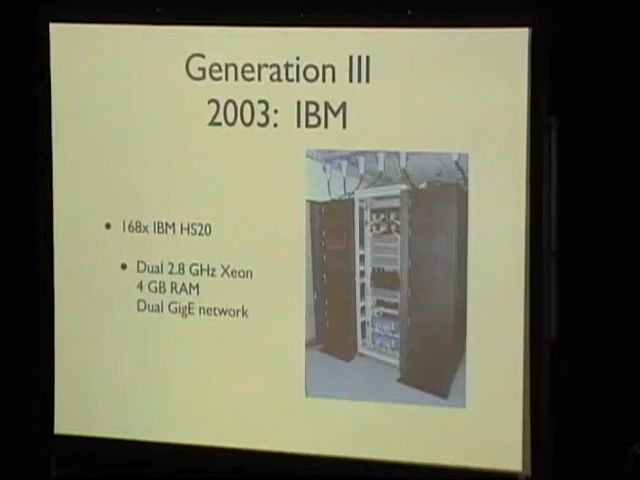 Generation III
2003: IBM
• 168x IBM HS20
• Dual 2.8 GHz Xeon
4 GB RAM
Dual GigE network